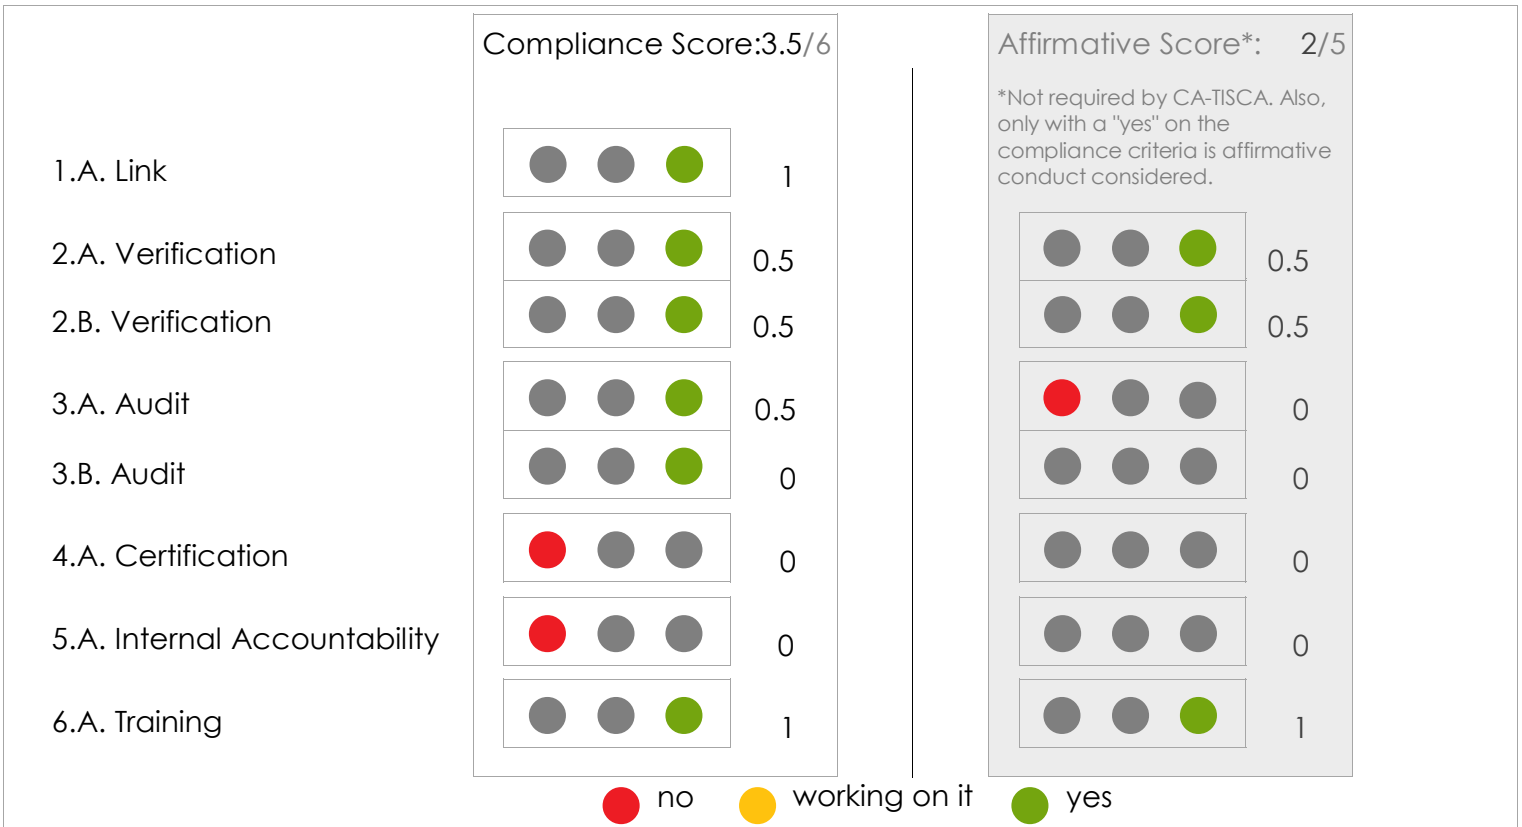 Compliance Score:3.5/6
Affirmative Score*: 2/5
*Not required by CA-TISCA. Also,
only with a "yes" on the
compliance criteria is affirmative
conduct considered.
1.A. Link 1
2.A. Verification 0.5 0.5
2.B. Verification 0.5 0.5
3.A. Audit 0.5 0
3.B. Audit 0 0
4.A. Certification 0 0
5.A. Internal Accountability 0 0
6.A. Training 1 1
no working on it yes